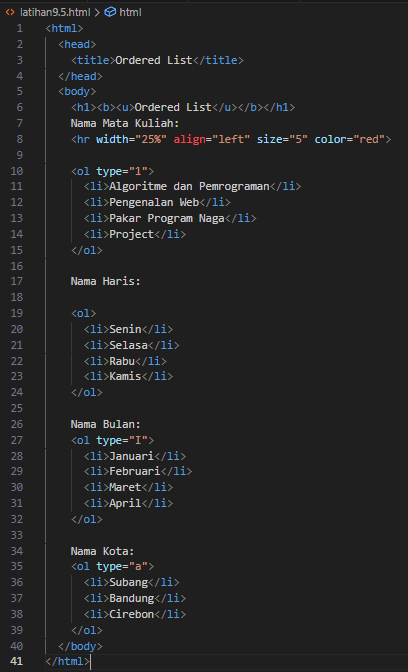 latihan9.5.html > html
1 <html>
2 <head>
3 <title>Ordered List</title>
4 </head>
5 <body>
6 <h1><b><u>Ordered List</u></b></h1>
7 Nama Mata Kuliah:
8 <hr width="25%" align="left" size="5" color="red">
9
10 <ol type="1">
11 <li>Algoritme dan Pemrograman</li>
12 <li>Pengenalan Web</li>
13 <li>Pakar Program Naga</li>
14 <li>Project</li>
15 </ol>
16
17 Nama Haris:
18
19 <ol>
20 <li>Senin</li>
21 <li>Selasa</li>
22 <li>Rabu</li>
23 <li>Kamis</li>
24 </ol>
25
26 Nama Bulan:
27 <ol type="I">
28 <li>Januari</li>
29 <li>Februari</li>
30 <li>Maret</li>
31 <li>April</li>
32 </ol>
33
34 Nama Kota:
35 <ol type="a">
36 <li>Subang</li>
37 <li>Bandung</li>
38 <li>Cirebon</li>
39 </ol>
40 </body>
41 </html>